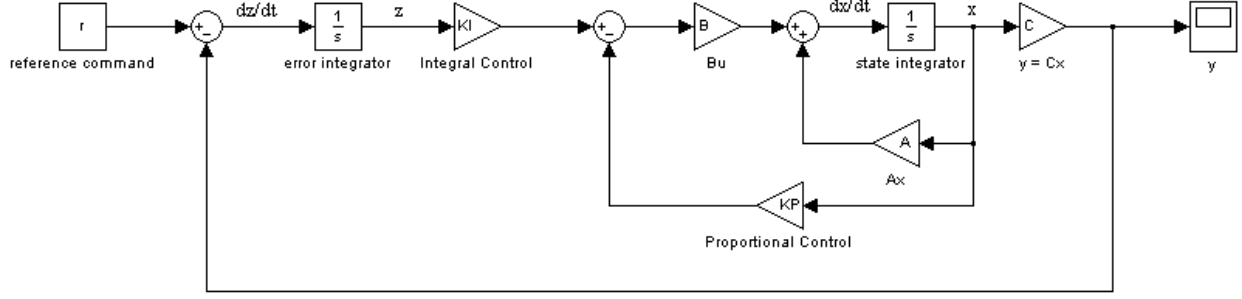 dz/dt
z
dx/dt
x
r
+
−
1
s
KI
+
−
B
+
+
1
s
C
reference command
error integrator
Integral Control
Bu
state integrator
y = Cx
y
A
Ax
KP
Proportional Control